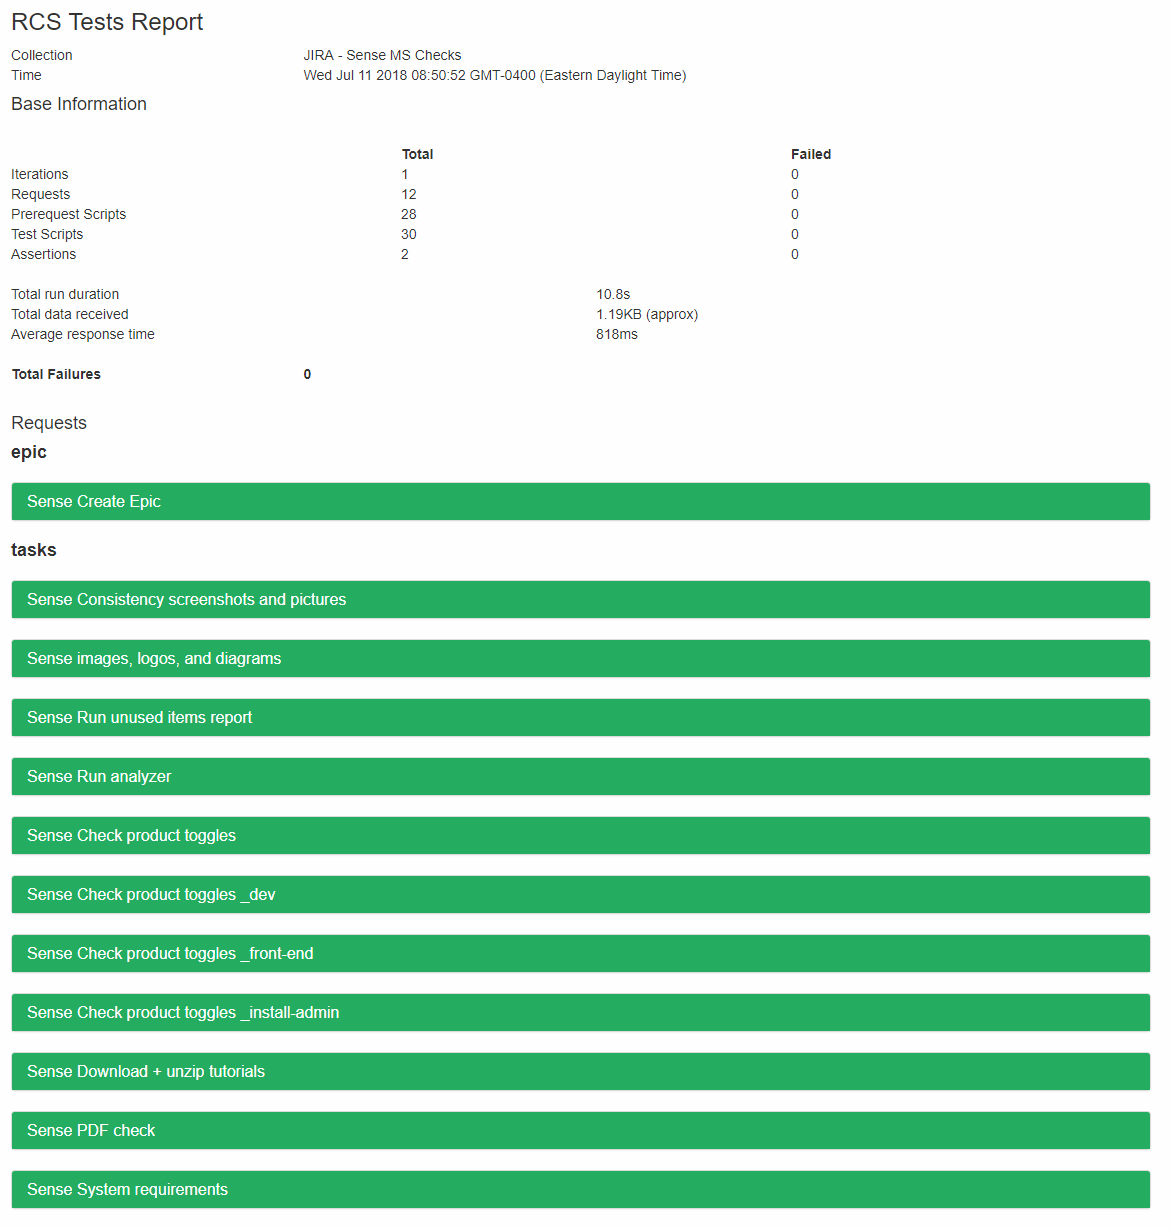 RCS Tests Report
Collection JIRA - Sense MS Checks
Time Wed Jul 11 2018 08:50:52 GMT-0400 (Eastern Daylight Time)
Base Information
Total Failed
Iterations 1 0
Requests 12 0
Prerequest Scripts 28 0
Test Scripts 30 0
Assertions 2 0
Total run duration 10.8s
Total data received 1.19KB (approx)
Average response time 818ms
Total Failures 0
Requests
epic
Sense Create Epic
tasks
Sense Consistency screenshots and pictures
Sense images, logos, and diagrams
Sense Run unused items report
Sense Run analyzer
Sense Check product toggles
Sense Check product toggles _dev
Sense Check product toggles _front-end
Sense Check product toggles _install-admin
Sense Download + unzip tutorials
Sense PDF check
Sense System requirements